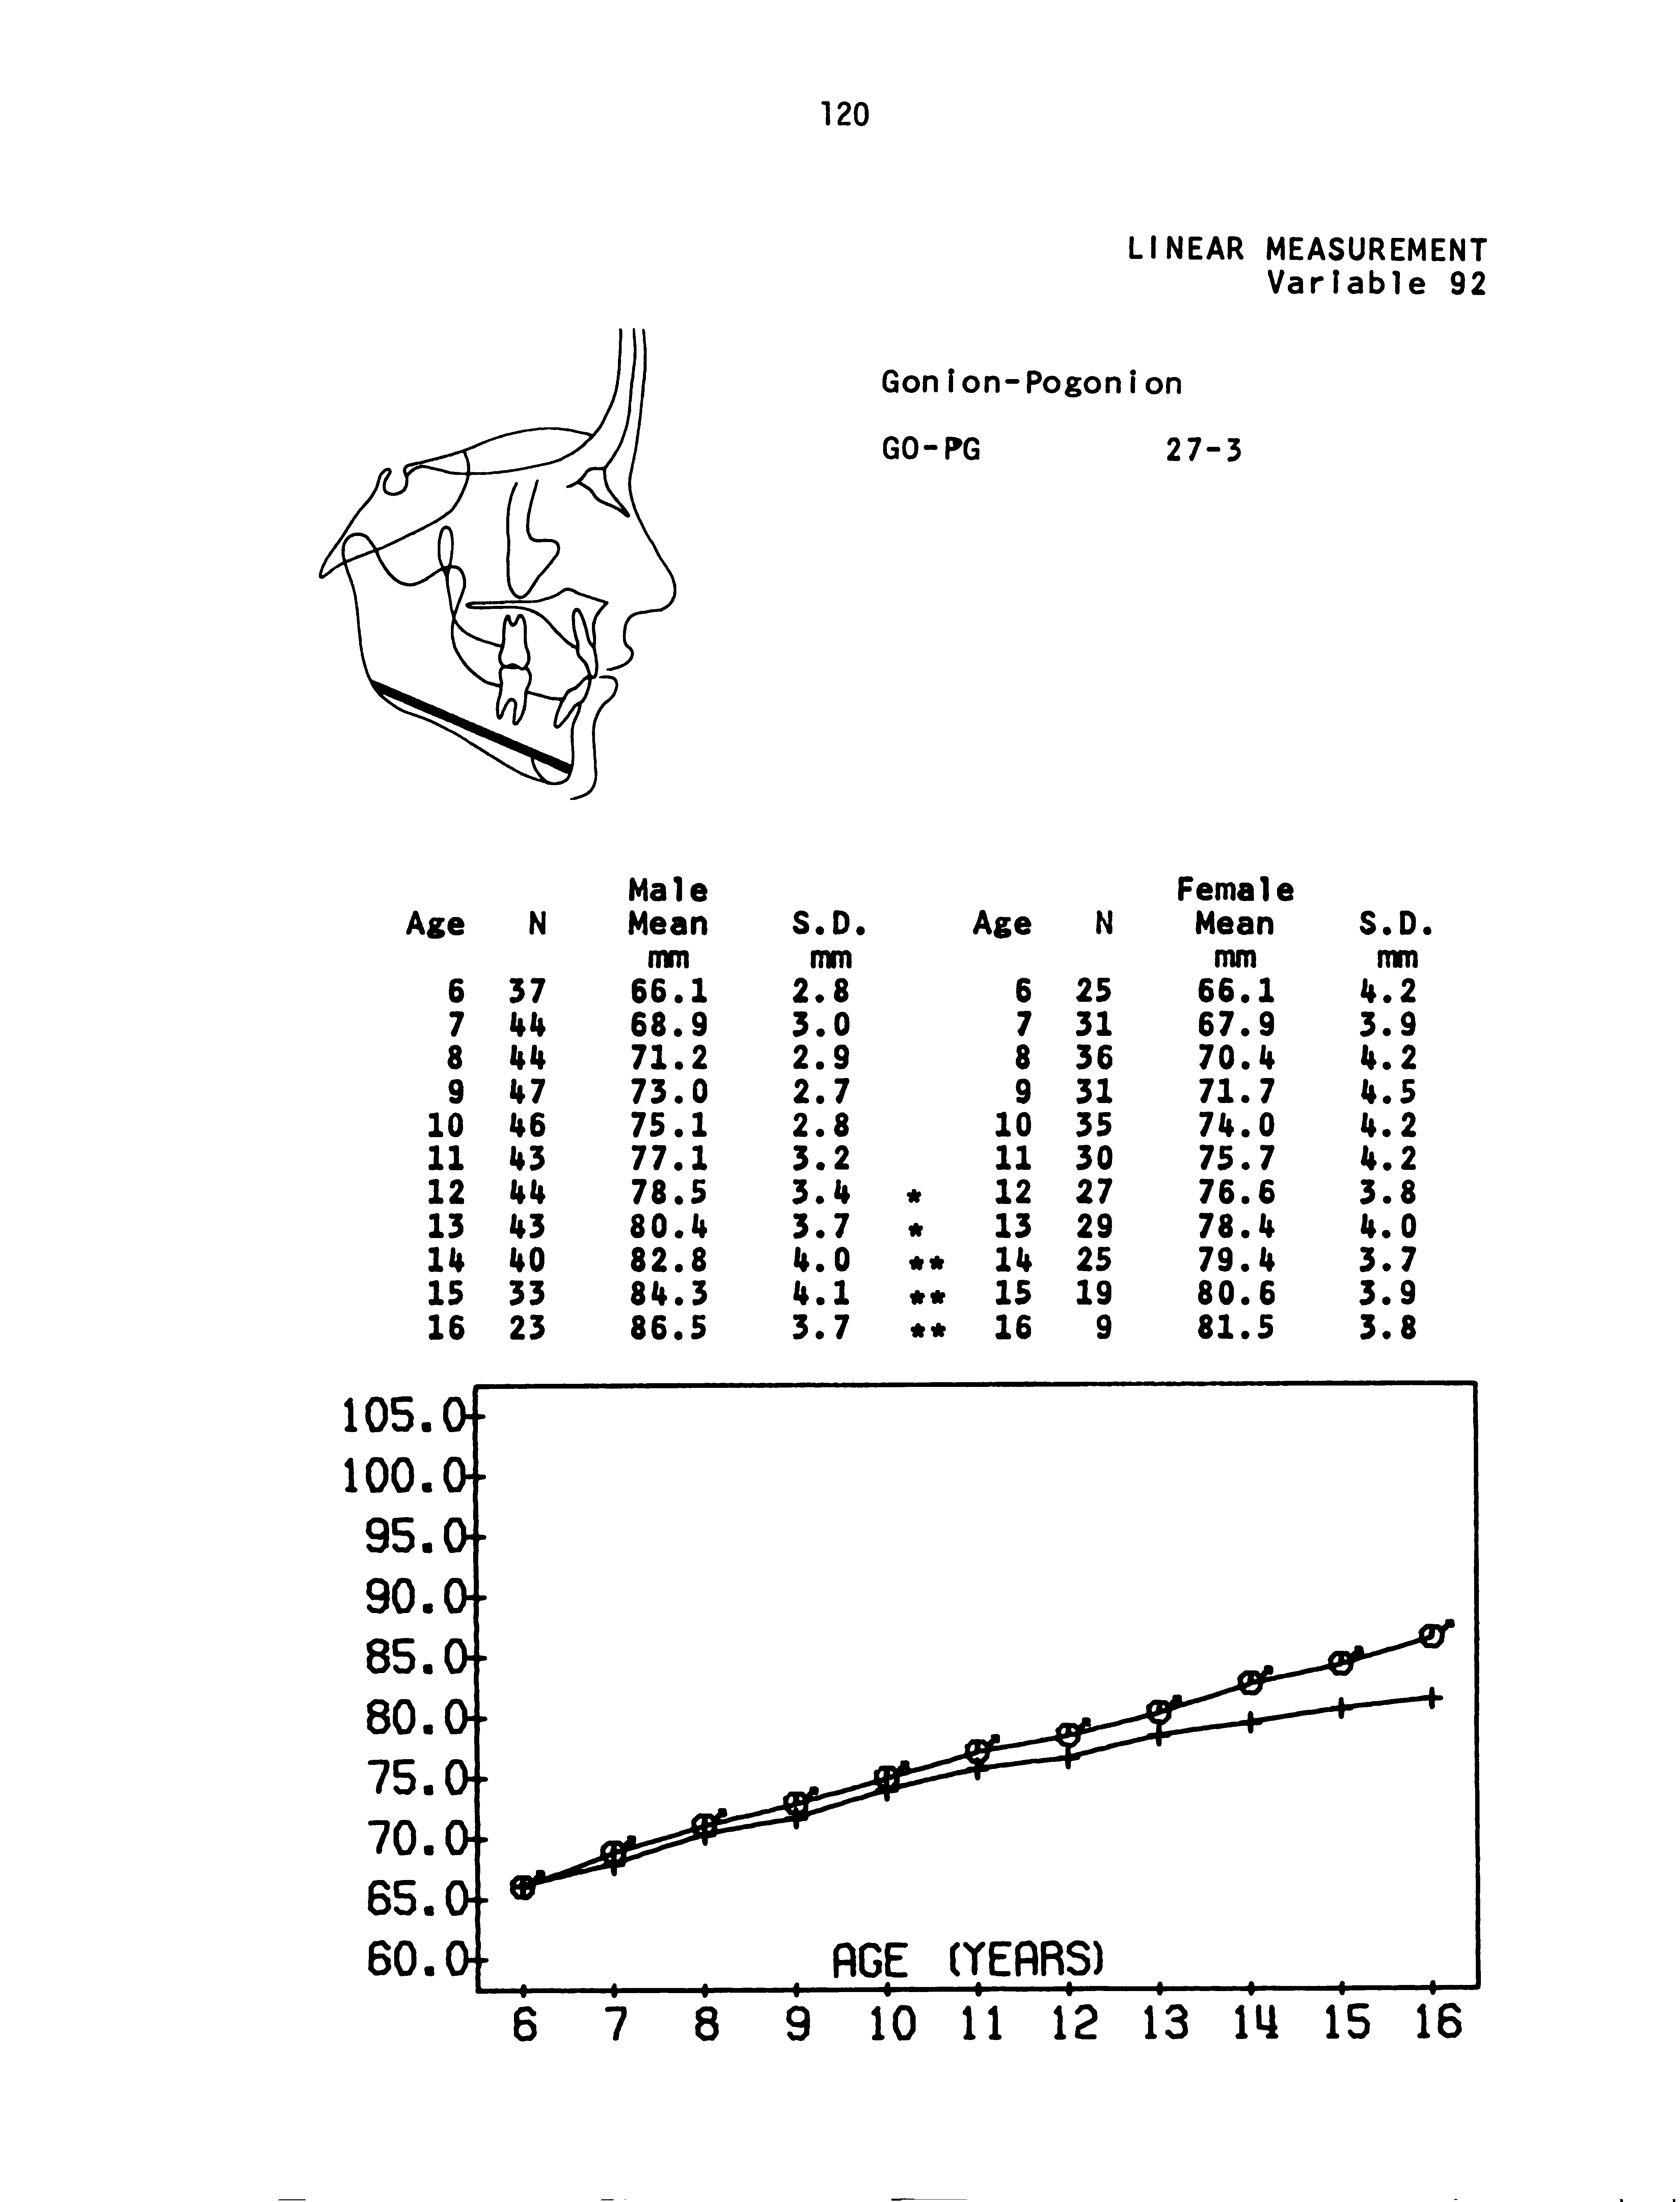 120
LINEAR MEASUREMENT
Variable 92
Gonion-Pogonion
GO-PG 27-3
Male Female
Age N Mean S.D. Age N Mean S.D.
mm mm mm mm
6 37 66.1 2.8 6 25 66.1 4.2
7 44 68.9 3.0 7 31 67.9 3.9
8 44 71.2 2.9 8 36 70.4 4.2
9 47 73.0 2.7 9 31 71.7 4.5
10 46 75.1 2.8 10 35 74.0 4.2
11 43 77.1 3.2 11 30 75.7 4.2
12 44 78.5 3.4 * 12 27 76.6 3.8
13 43 80.4 3.7 * 13 29 78.4 4.0
14 40 82.8 4.0 ** 14 25 79.4 3.7
15 33 84.3 4.1 ** 15 19 80.6 3.9
16 23 86.5 3.7 ** 16 9 81.5 3.8
105.0
100.0
95.0
90.0
85.0
80.0
75.0
70.0
65.0
60.0
AGE (YEARS)
6 7 8 9 10 11 12 13 14 15 16